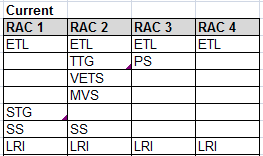 Current
RAC 1 RAC 2 RAC 3 RAC 4
ETL ETL ETL ETL
TTG PS
VETS
MVS
STG
SS SS
LRI LRI LRI LRI